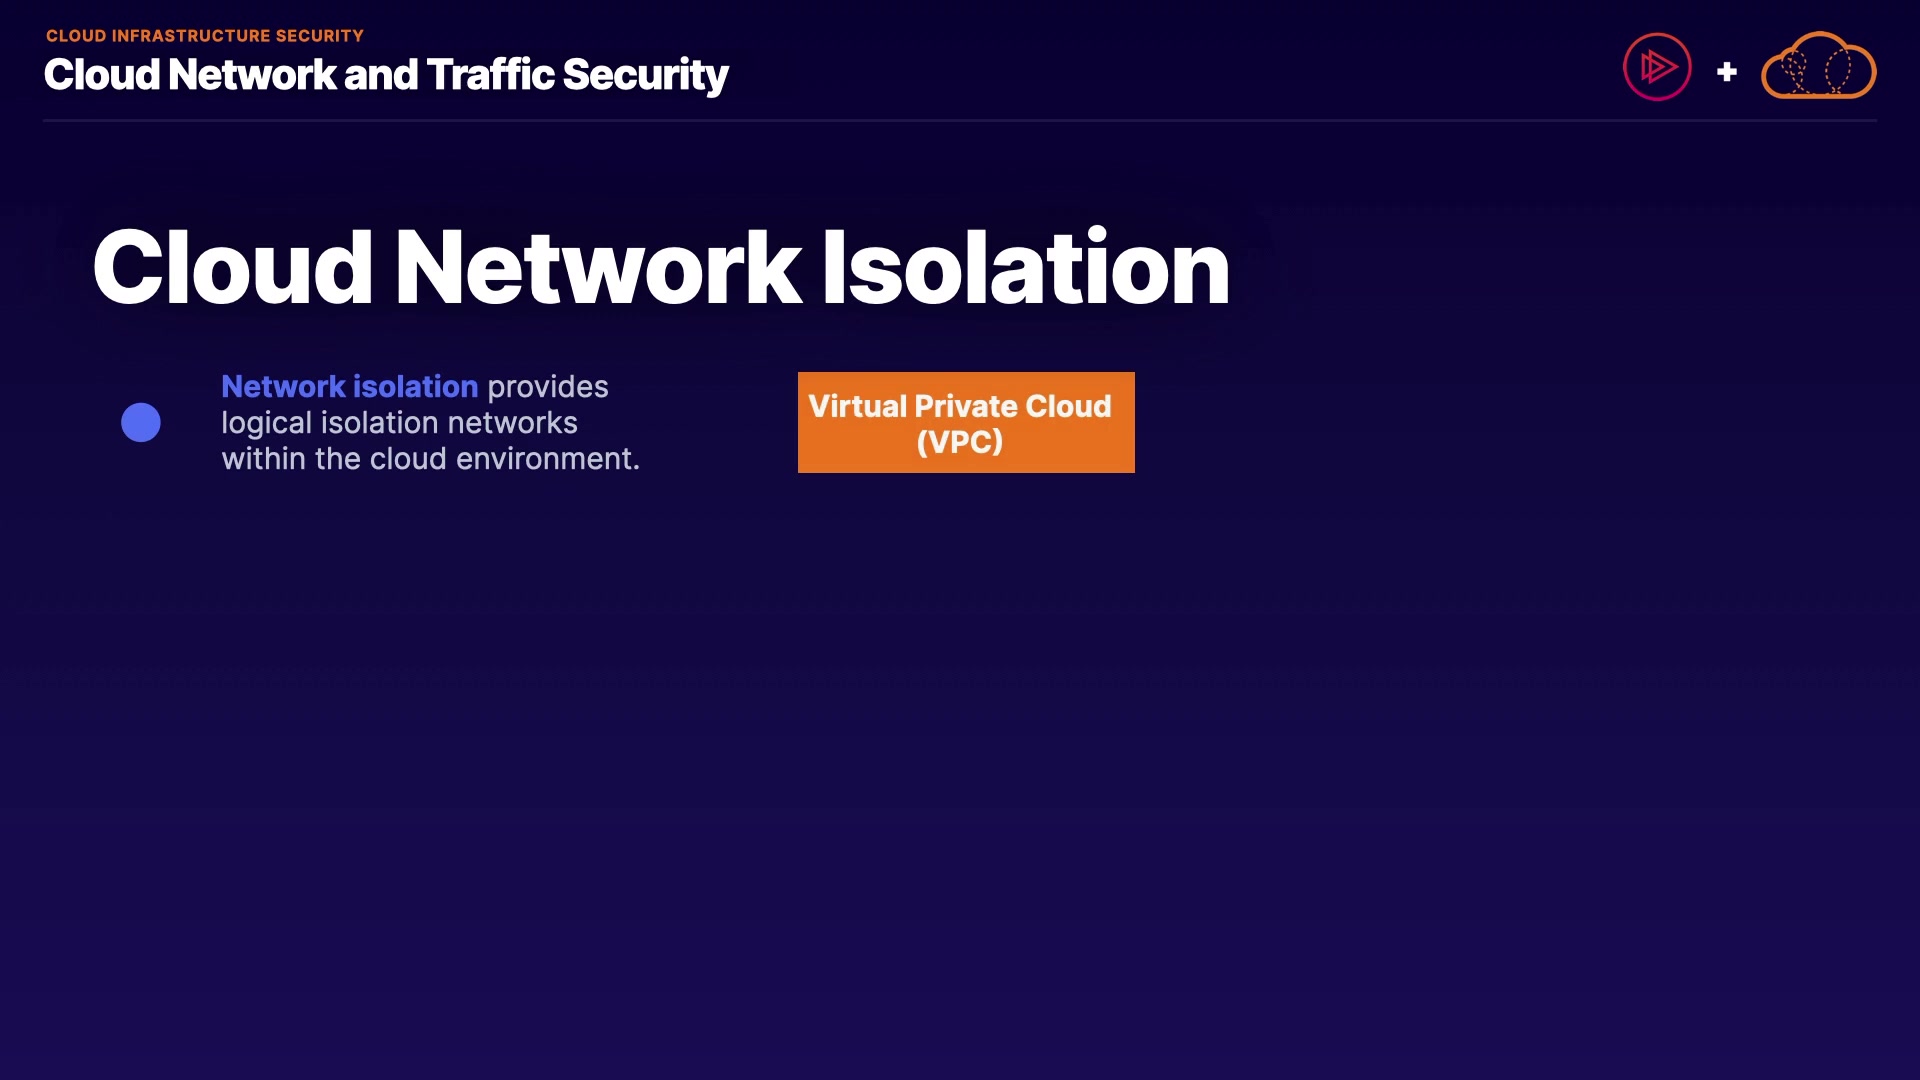 CLOUD INFRASTRUCTURE SECURITY
Cloud Network and Traffic Security
+
Cloud Network Isolation
Network isolation provides
logical isolation networks
within the cloud environment.
Virtual Private Cloud
(VPC)